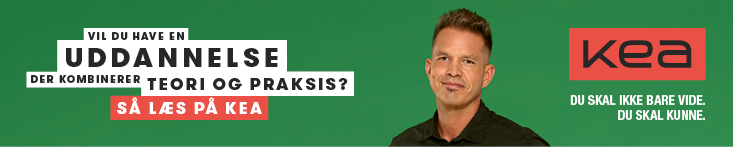 VIL DU HAVE EN
UDDANNELSE
DER KOMBINERER TEORI OG PRAKSIS?
SÅ LÆS PÅ KEA
kea
DU SKAL IKKE BARE VIDE.
DU SKAL KUNNE.